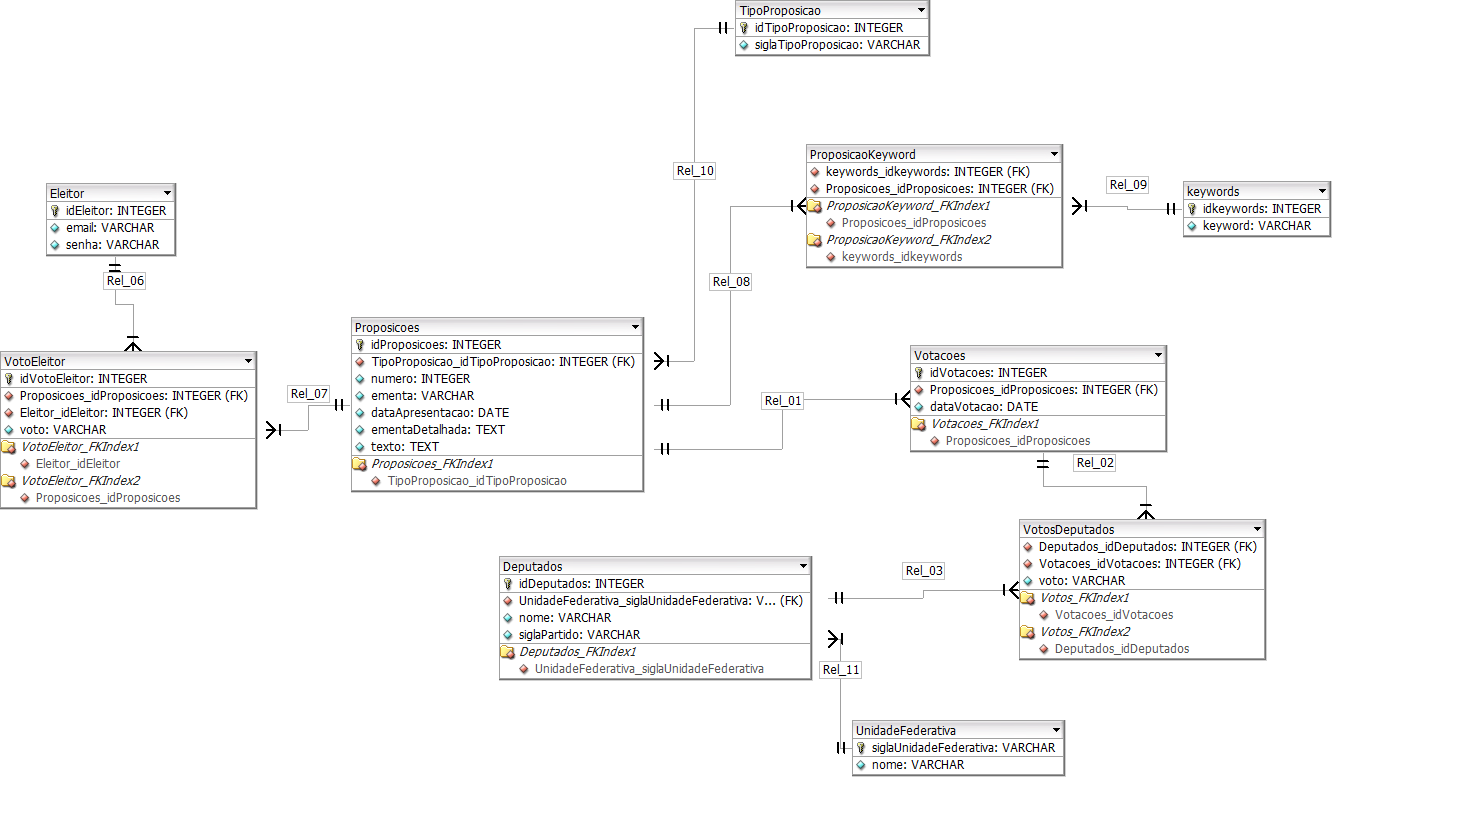 TipoProposicao
idTipoProposicao: INTEGER
siglaTipoProposicao: VARCHAR
Rel_10
ProposicaoKeyword
keywords_idkeywords: INTEGER (FK)
Proposicoes_idProposicoes: INTEGER (FK)
ProposicaoKeyword_FKIndex1
Proposicoes_idProposicoes
ProposicaoKeyword_FKIndex2
keywords_idkeywords
Rel_09
keywords
idkeywords: INTEGER
keyword: VARCHAR
Eleitor
idEleitor: INTEGER
email: VARCHAR
senha: VARCHAR
Rel_06
Rel_08
VotoEleitor
idVotoEleitor: INTEGER
Proposicoes_idProposicoes: INTEGER (FK)
Eleitor_idEleitor: INTEGER (FK)
voto: VARCHAR
VotoEleitor_FKIndex1
Eleitor_idEleitor
VotoEleitor_FKIndex2
Proposicoes_idProposicoes
Rel_07
Proposicoes
idProposicoes: INTEGER
TipoProposicao_idTipoProposicao: INTEGER (FK)
numero: INTEGER
ementa: VARCHAR
dataApresentacao: DATE
ementaDetalhada: TEXT
texto: TEXT
Proposicoes_FKIndex1
TipoProposicao_idTipoProposicao
Rel_01
Votacoes
idVotacoes: INTEGER
Proposicoes_idProposicoes: INTEGER (FK)
dataVotacao: DATE
Votacoes_FKIndex1
Proposicoes_idProposicoes
Rel_02
VotosDeputados
Deputados_idDeputados: INTEGER (FK)
Votacoes_idVotacoes: INTEGER (FK)
voto: VARCHAR
Votos_FKIndex1
Votacoes_idVotacoes
Votos_FKIndex2
Deputados_idDeputados
Rel_03
Deputados
idDeputados: INTEGER
UnidadeFederativa_siglaUnidadeFederativa: V... (FK)
nome: VARCHAR
siglaPartido: VARCHAR
Deputados_FKIndex1
UnidadeFederativa_siglaUnidadeFederativa
Rel_11
UnidadeFederativa
siglaUnidadeFederativa: VARCHAR
nome: VARCHAR